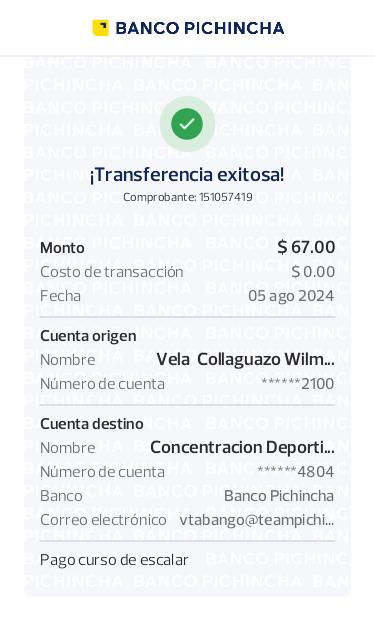 BANCO PICHINCHA
¡Transferencia exitosa!
Comprobante: 151057419
Monto $ 67.00
Costo de transacción $ 0.00
Fecha 05 ago 2024
Cuenta origen
Nombre Vela Collaguazo Wilm...
Número de cuenta ******2100
Cuenta destino
Nombre Concentracion Deporti...
Número de cuenta ******4804
Banco Banco Pichincha
Correo electrónico vtabango@teampichi...
Pago curso de escalar